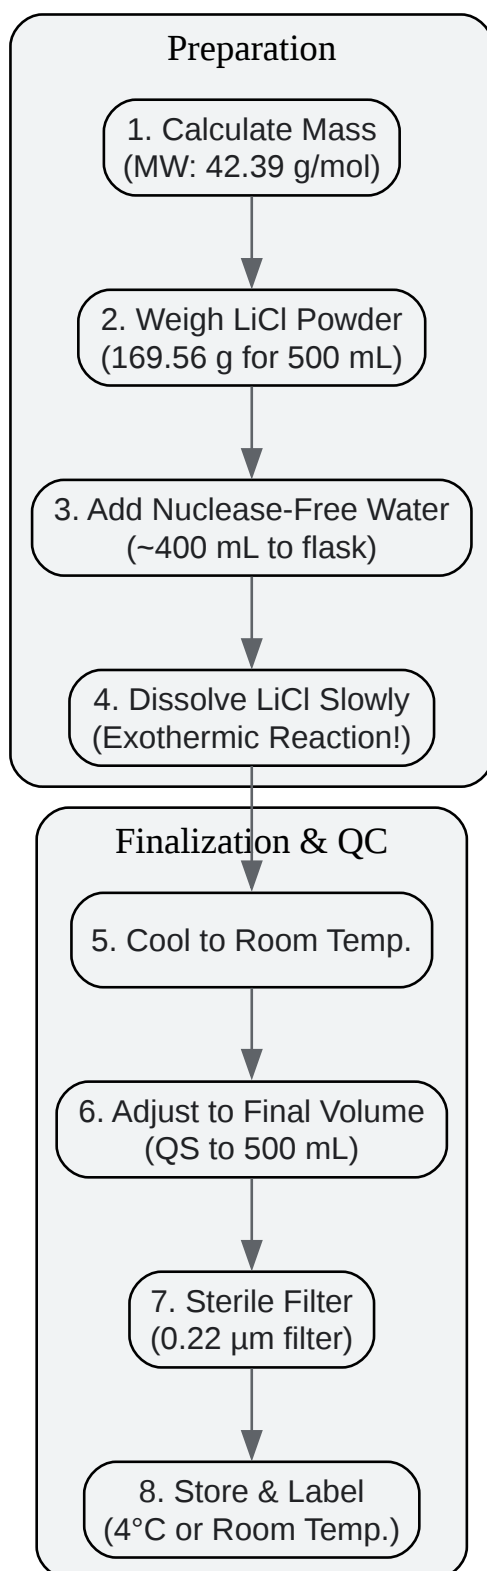 Preparation
1. Calculate Mass
(MW: 42.39 g/mol)
2. Weigh LiCl Powder
(169.56 g for 500 mL)
3. Add Nuclease-Free Water
(~400 mL to flask)
4. Dissolve LiCl Slowly
(Exothermic Reaction!)
Finalization & QC
5. Cool to Room Temp.
6. Adjust to Final Volume
(QS to 500 mL)
7. Sterile Filter
(0.22 µm filter)
8. Store & Label
(4°C or Room Temp.)